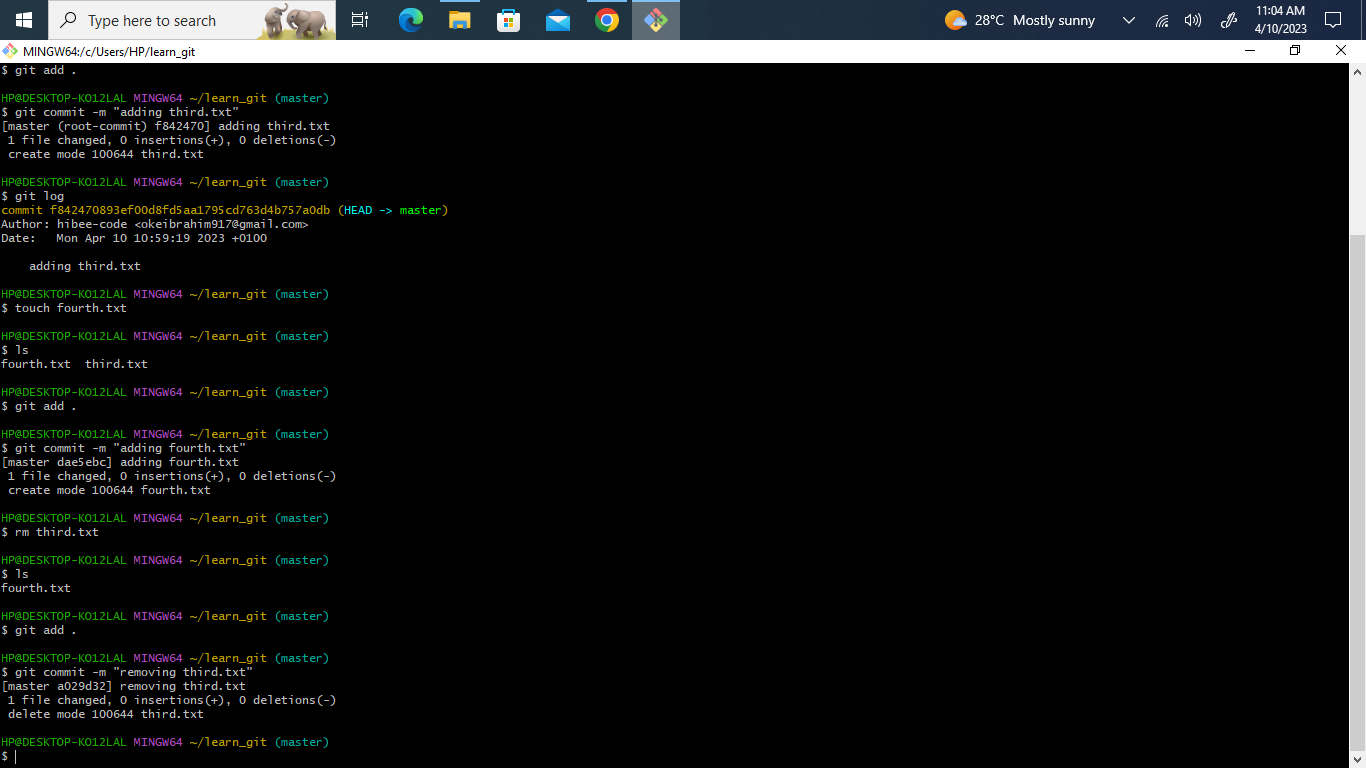 Type here to search
28°C Mostly sunny
11:04 AM
4/10/2023
MINGW64:/c/Users/HP/learn_git
$ git add .
HP@DESKTOP-KO12LAL MINGW64 ~/learn_git (master)
$ git commit -m "adding third.txt"
[master (root-commit) f842470] adding third.txt
 1 file changed, 0 insertions(+), 0 deletions(-)
 create mode 100644 third.txt
HP@DESKTOP-KO12LAL MINGW64 ~/learn_git (master)
$ git log
commit f842470893ef00d8fd5aa1795cd763d4b757a0db (HEAD -> master)
Author: hibee-code <okeibrahim917@gmail.com>
Date:   Mon Apr 10 10:59:19 2023 +0100
    adding third.txt
HP@DESKTOP-KO12LAL MINGW64 ~/learn_git (master)
$ touch fourth.txt
HP@DESKTOP-KO12LAL MINGW64 ~/learn_git (master)
$ ls
fourth.txt  third.txt
HP@DESKTOP-KO12LAL MINGW64 ~/learn_git (master)
$ git add .
HP@DESKTOP-KO12LAL MINGW64 ~/learn_git (master)
$ git commit -m "adding fourth.txt"
[master dae5ebc] adding fourth.txt
 1 file changed, 0 insertions(+), 0 deletions(-)
 create mode 100644 fourth.txt
HP@DESKTOP-KO12LAL MINGW64 ~/learn_git (master)
$ rm third.txt
HP@DESKTOP-KO12LAL MINGW64 ~/learn_git (master)
$ ls
fourth.txt
HP@DESKTOP-KO12LAL MINGW64 ~/learn_git (master)
$ git add .
HP@DESKTOP-KO12LAL MINGW64 ~/learn_git (master)
$ git commit -m "removing third.txt"
[master a029d32] removing third.txt
 1 file changed, 0 insertions(+), 0 deletions(-)
 delete mode 100644 third.txt
HP@DESKTOP-KO12LAL MINGW64 ~/learn_git (master)
$